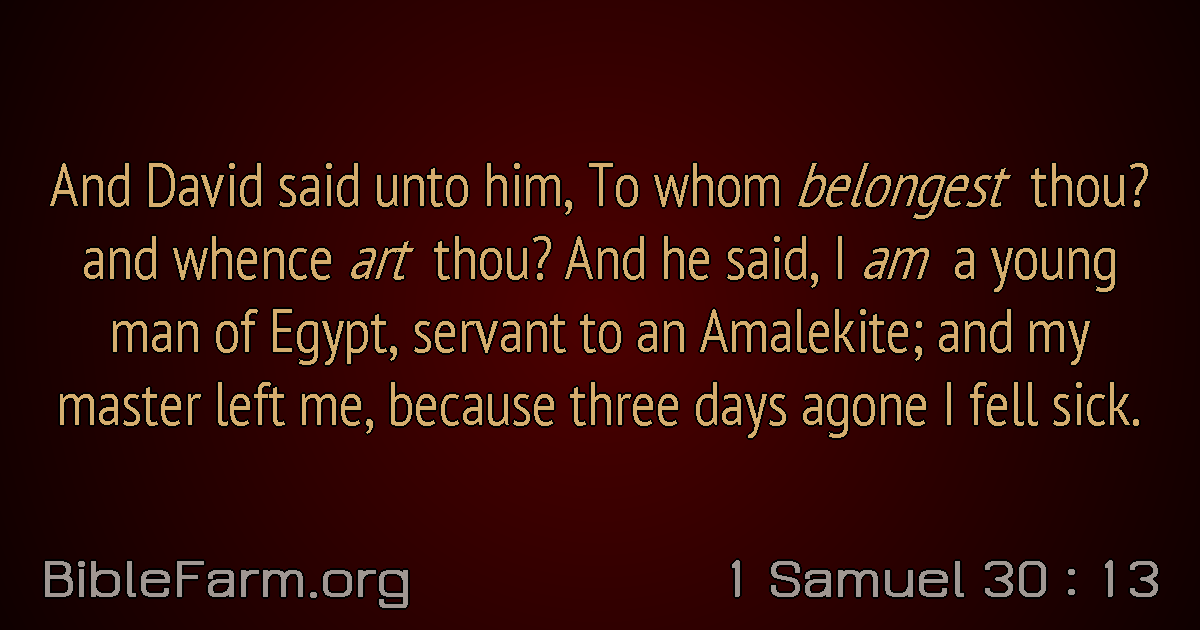 And David said unto him, To whom belongest thou?
and whence art thou? And he said, I am a young
man of Egypt, servant to an Amalekite; and my
master left me, because three days agone I fell sick.
BibleFarm.org
1 Samuel 30 : 13